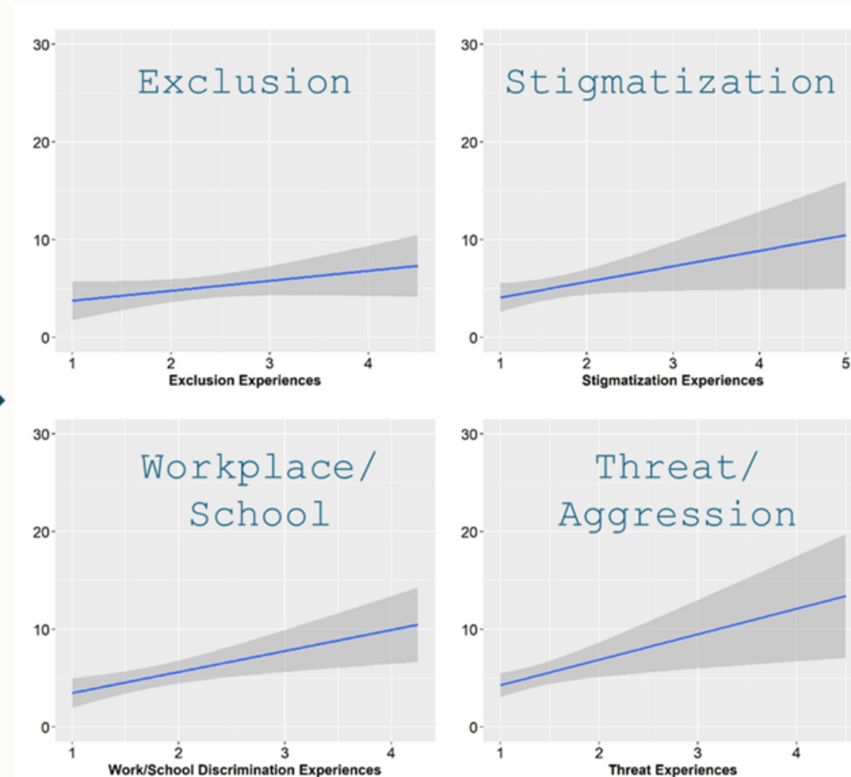 Exclusion
30
20
10
0
1 2 3 4
Exclusion Experiences
Stigmatization
30
20
10
0
1 2 3 4 5
Stigmatization Experiences
Workplace/
School
30
20
10
0
1 2 3 4
Work/School Discrimination Experiences
Threat/
Aggression
30
20
10
0
1 2 3 4
Threat Experiences